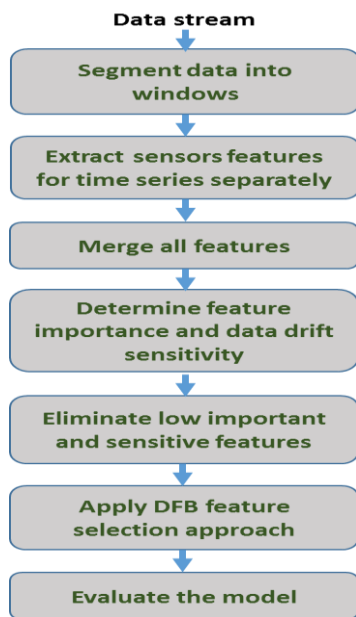 Data stream
Segment data into
windows
Extract sensors features
for time series separately
Merge all features
Determine feature
importance and data drift
sensitivity
Eliminate low important
and sensitive features
Apply DFB feature
selection approach
Evaluate the model